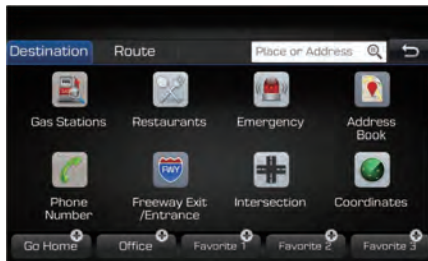 Destination
Route
Place or Address
Gas Stations
Restaurants
Emergency
Address
Book
FWY
Phone
Number
Freeway Exit
/Entrance
Intersection
Coordinates
Go Home
Office
Favorite 1
Favorite 2
Favorite 3